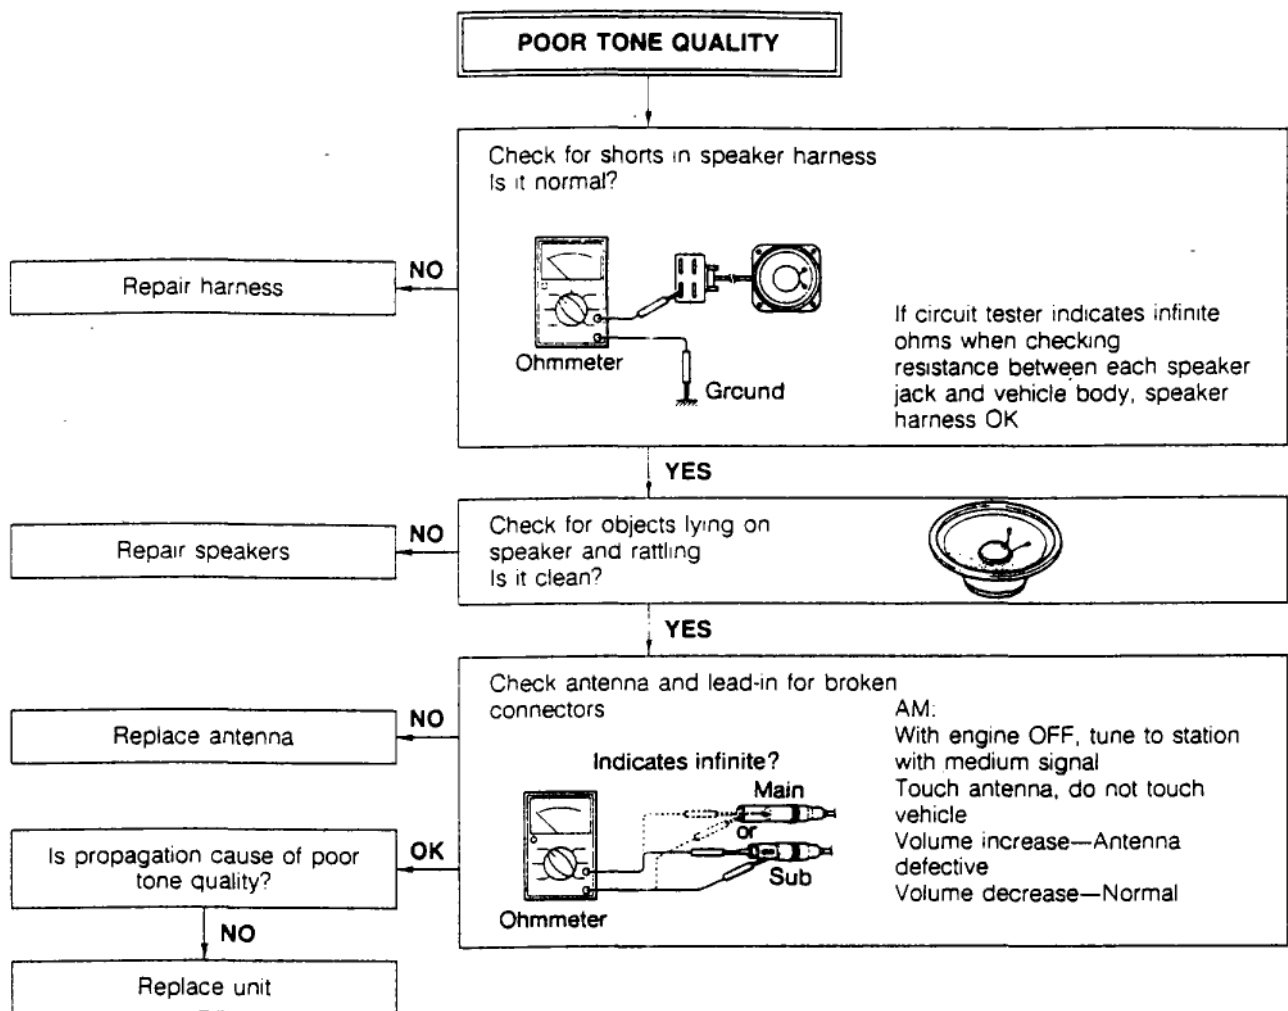 POOR TONE QUALITY
Check for shorts in speaker harness
Is it normal?
NO
Repair harness
Ohmmeter
Grcund
If circuit tester indicates infinite
ohms when checking
resistance between each speaker
jack and vehicle body, speaker
harness OK
YES
Check for objects lying on
speaker and rattling
Is it clean?
NO
Repair speakers
YES
Check antenna and lead-in for broken
connectors
NO
Replace antenna
Indicates infinite?
Main
or
Sub
Ohmmeter
AM:
With engine OFF, tune to station
with medium signal
Touch antenna, do not touch
vehicle
Volume increase—Antenna
defective
Volume decrease—Normal
OK
Is propagation cause of poor
tone quality?
NO
Replace unit